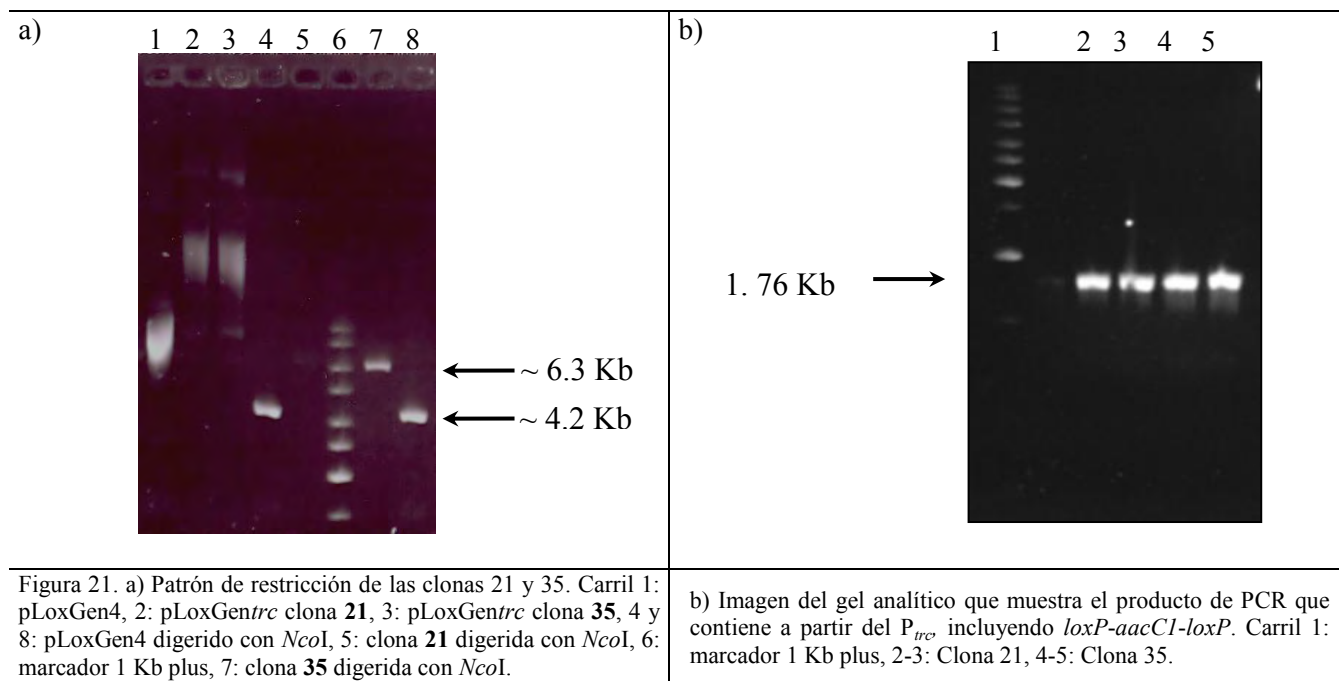 a)
1 2 3 4 5 6 7 8
~ 6.3 Kb
~ 4.2 Kb
b)
1 2 3 4 5
1. 76 Kb
Figura 21. a) Patrón de restricción de las clonas 21 y 35. Carril 1:
pLoxGen4, 2: pLoxGentrc clona 21, 3: pLoxGentrc clona 35, 4 y
8: pLoxGen4 digerido con NcoI, 5: clona 21 digerida con NcoI, 6:
marcador 1 Kb plus, 7: clona 35 digerida con NcoI.
b) Imagen del gel analítico que muestra el producto de PCR que
contiene a partir del Ptrc, incluyendo loxP-aacC1-loxP. Carril 1:
marcador 1 Kb plus, 2-3: Clona 21, 4-5: Clona 35.